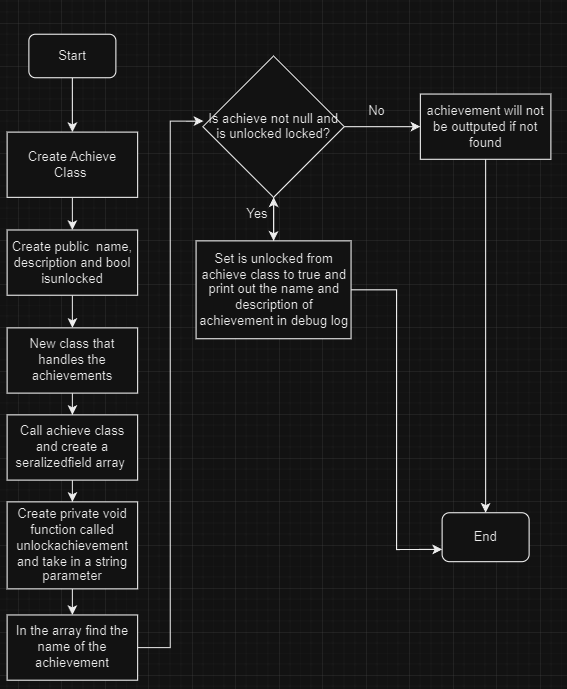 Start
Create Achieve
Class
Create public name,
description and bool
isunlocked
New class that
handles the
achievements
Call achieve class
and create a
seralizedfield array
Create private void
function called
unlockachievement
and take in a string
parameter
In the array find the
name of the
achievement
Is achieve not null and
is unlocked locked?
No
achievement will not
be outtputed if not
found
Yes
Set is unlocked from
achieve class to true and
print out the name and
description of
achievement in debug log
End